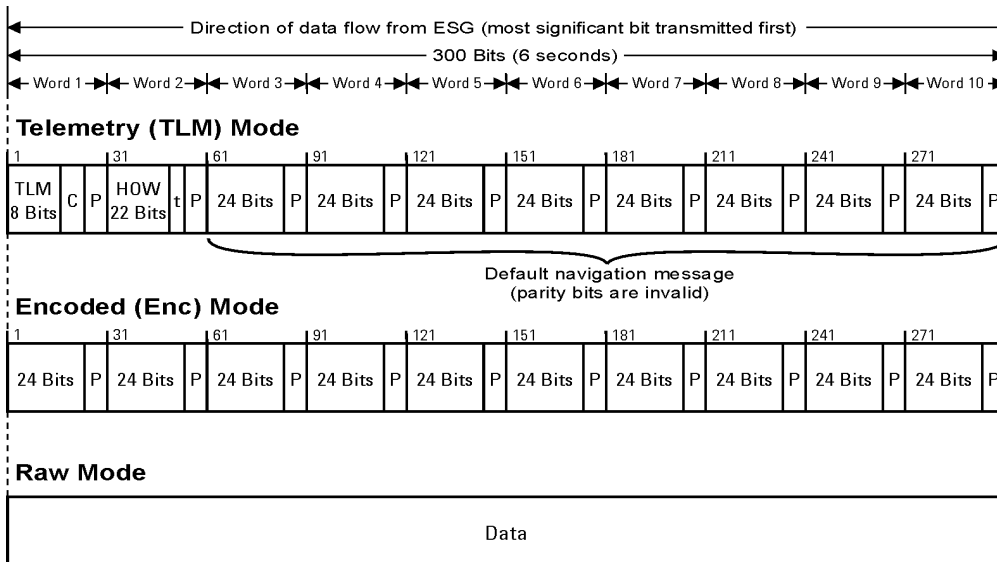 Direction of data flow from ESG (most significant bit transmitted first)
300 Bits (6 seconds)
Word 1 Word 2 Word 3 Word 4 Word 5 Word 6 Word 7 Word 8 Word 9 Word 10
Telemetry (TLM) Mode
1 31 61 91 121 151 181 211 241 271
TLM 8 Bits C P HOW 22 Bits t P 24 Bits P 24 Bits P 24 Bits P 24 Bits P 24 Bits P 24 Bits P 24 Bits P 24 Bits P
Default navigation message
(parity bits are invalid)
Encoded (Enc) Mode
1 31 61 91 121 151 181 211 241 271
24 Bits P 24 Bits P 24 Bits P 24 Bits P 24 Bits P 24 Bits P 24 Bits P 24 Bits P 24 Bits P 24 Bits P
Raw Mode
Data